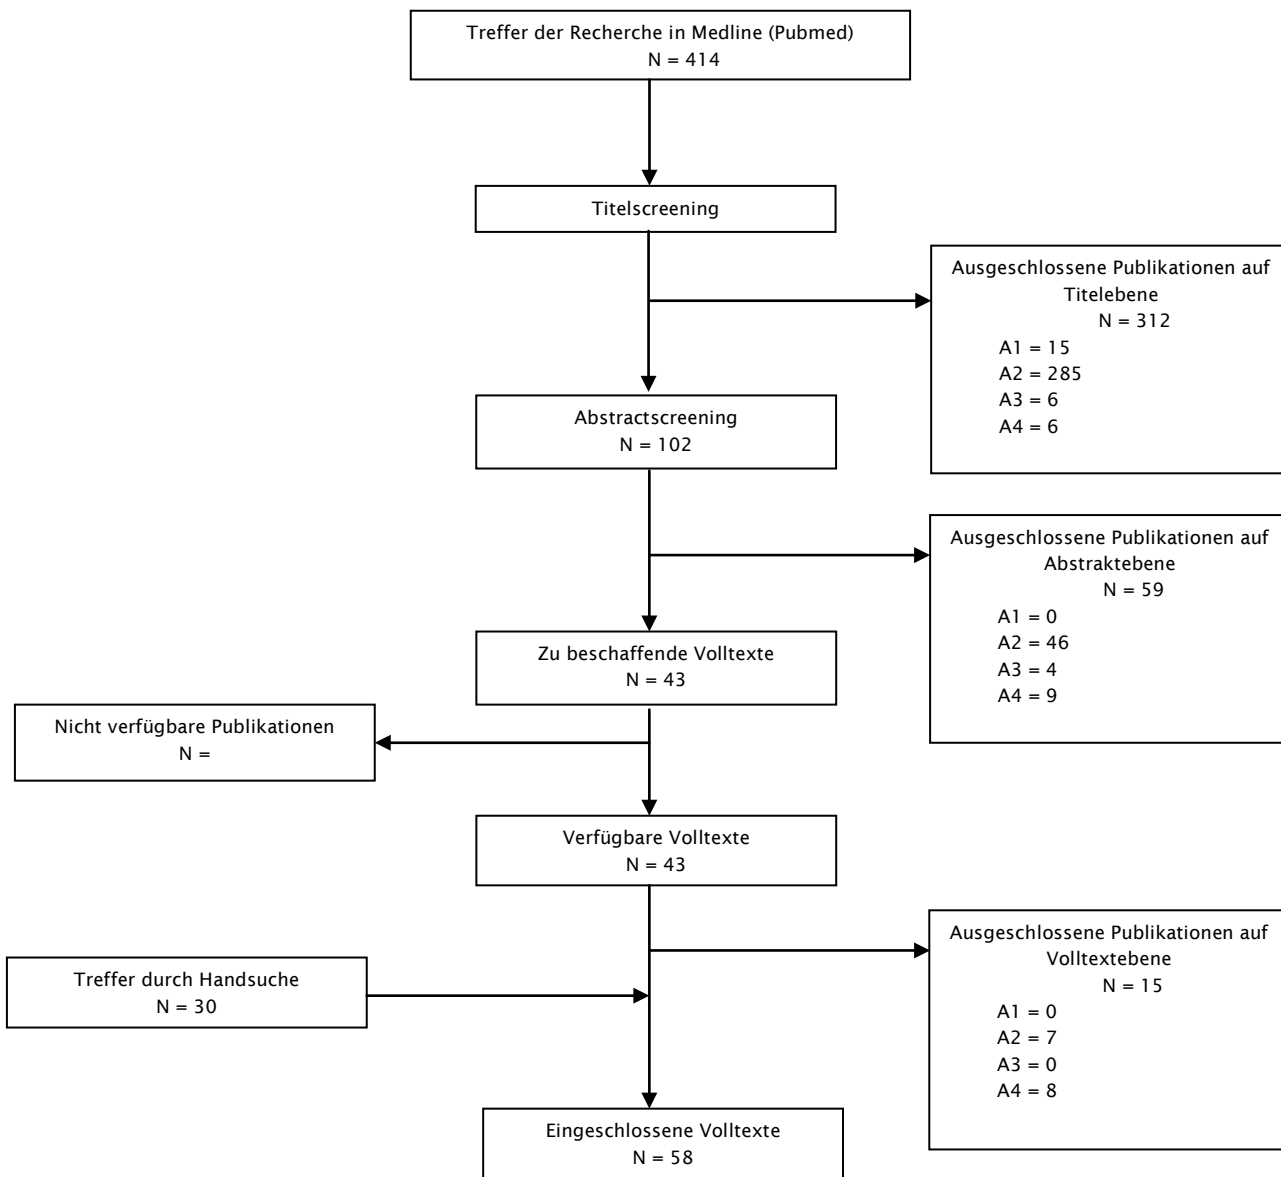 Treffer der Recherche in Medline (Pubmed)
N = 414
Titelscreening
Ausgeschlossene Publikationen auf
Titelebene
N = 312
A1 = 15
A2 = 285
A3 = 6
A4 = 6
Abstractscreening
N = 102
Ausgeschlossene Publikationen auf
Abstraktebene
N = 59
A1 = 0
A2 = 46
A3 = 4
A4 = 9
Zu beschaffende Volltexte
N = 43
Nicht verfügbare Publikationen
N =
Verfügbare Volltexte
N = 43
Ausgeschlossene Publikationen auf
Volltextebene
N = 15
A1 = 0
A2 = 7
A3 = 0
A4 = 8
Treffer durch Handsuche
N = 30
Eingeschlossene Volltexte
N = 58